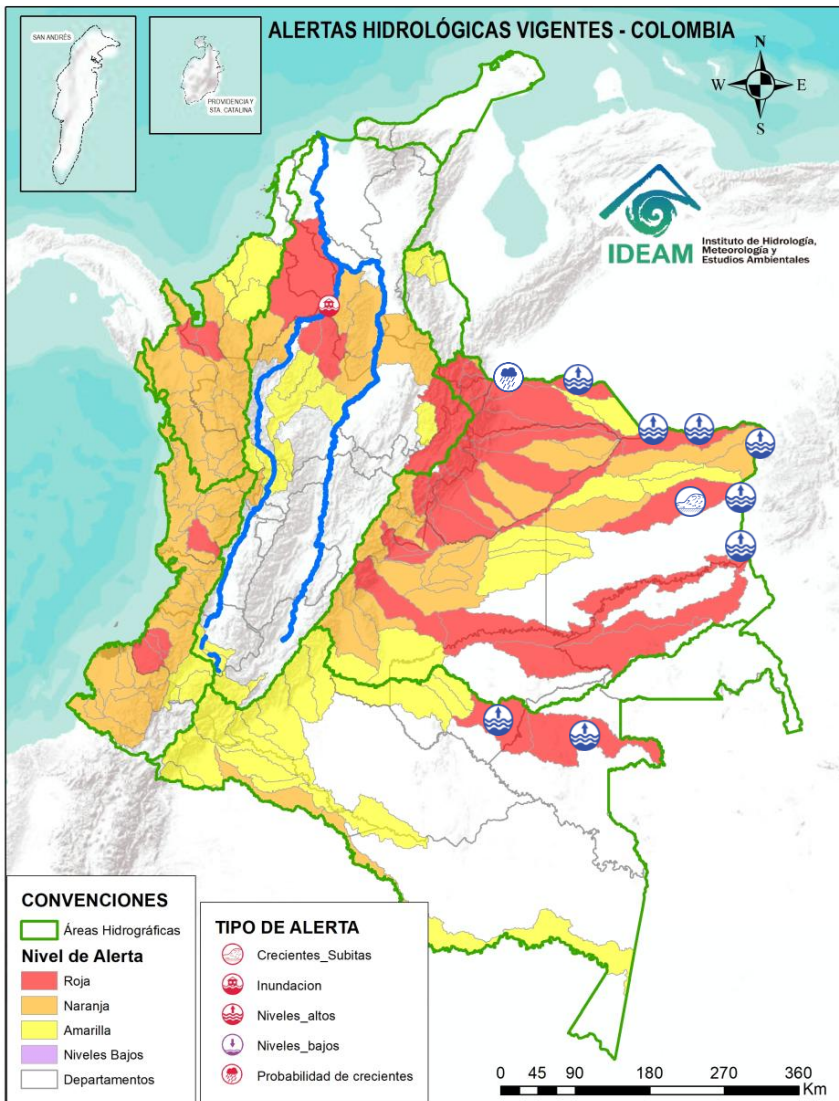 ALERTAS HIDROLÓGICAS VIGENTES - COLOMBIA
SAN ANDRÉS
PROVIDENCIA Y
STA. CATALINA
N
W E
S
IDEAM
Instituto de Hidrología,
Meteorología y
Estudios Ambientales
CONVENCIONES
Áreas Hidrográficas
Nivel de Alerta
Roja
Naranja
Amarilla
Niveles Bajos
Departamentos
TIPO DE ALERTA
Crecientes_Subitas
Inundacion
Niveles_altos
Niveles_bajos
Probabilidad de crecientes
0 45 90 180 270 360
Km